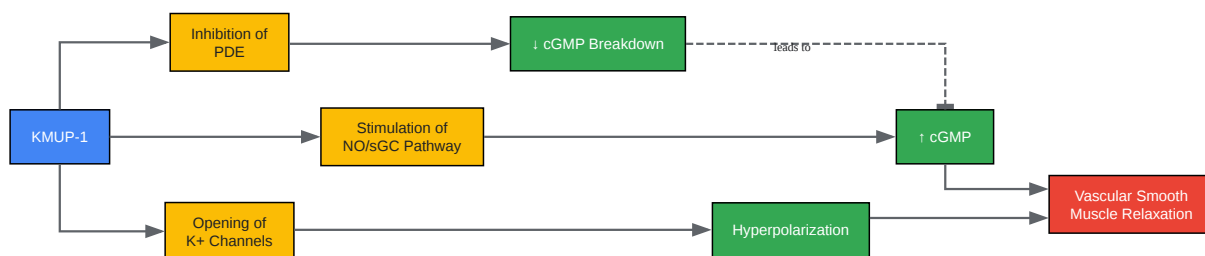 Inhibition of
PDE
↓ cGMP Breakdown
leads to
KMUP-1
Stimulation of
NO/sGC Pathway
↑ cGMP
Vascular Smooth
Muscle Relaxation
Opening of
K+ Channels
Hyperpolarization